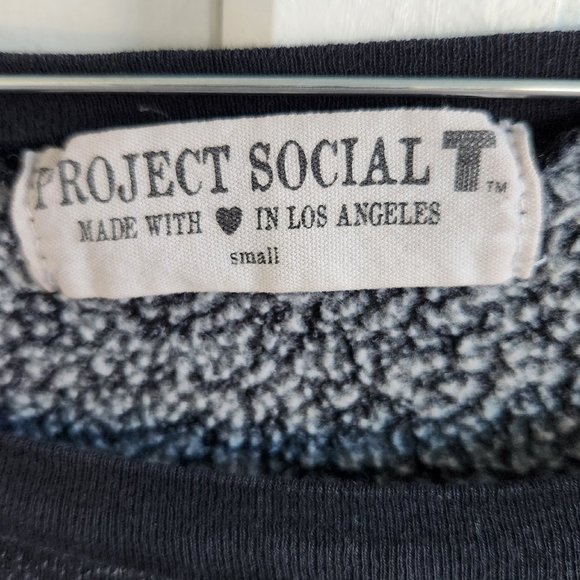 PROJECT SOCIAL T™
MADE WITH ♥ IN LOS ANGELES
small